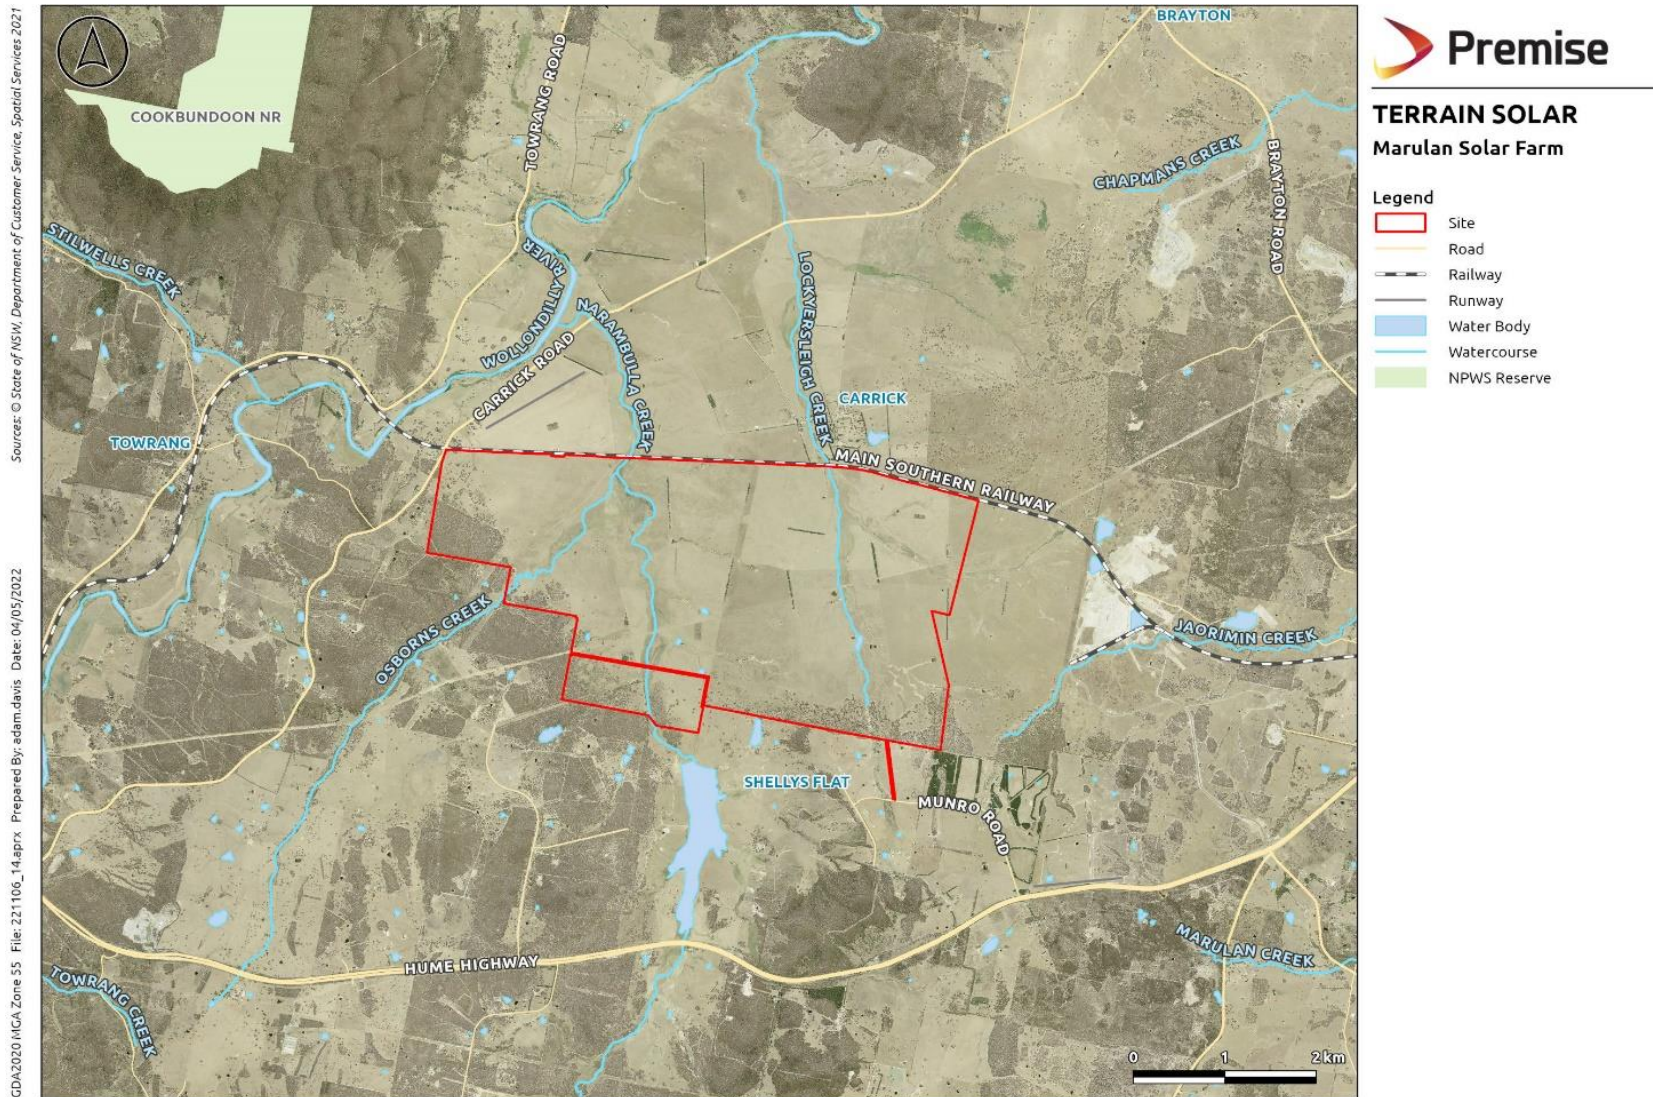 Sources: © State of NSW, Department of Customer Service, Spatial Services 2021
GDA2020 MGA Zone 55 File: 221106_14.aprx Prepared By: adam.davis Date: 04/05/2022
BRAYTON
COOKBUNDOON NR
TOWRANG ROAD
CHAPMANS CREEK
BRAYTON ROAD
STILWELLS CREEK
WOLLONDILLY RIVER
NARAMBULLA CREEK
LOCKYERSLEIGH CREEK
CARRICK ROAD
CARRICK
TOWRANG
MAIN SOUTHERN RAILWAY
OSBORNS CREEK
JAORIMIN CREEK
SHELLYS FLAT
MUNRO ROAD
HUME HIGHWAY
MARULAN CREEK
TOWRANG CREEK
0 1 2 km
Premise
TERRAIN SOLAR
Marulan Solar Farm
Legend
Site
Road
Railway
Runway
Water Body
Watercourse
NPWS Reserve